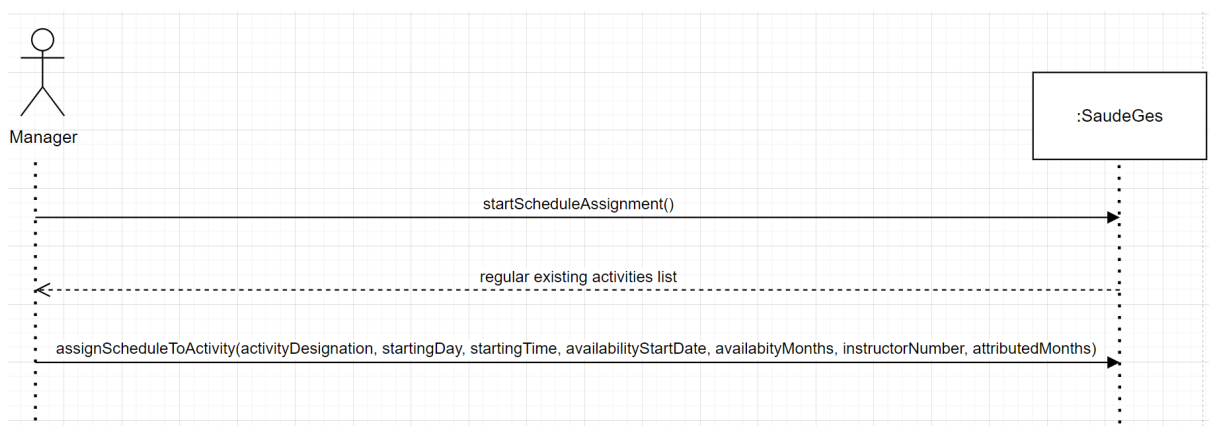 Manager
:SaudeGes
startScheduleAssignment()
regular existing activities list
assignScheduleToActivity(activityDesignation, startingDay, startingTime, availabilityStartDate, availabityMonths, instructorNumber, attributedMonths)